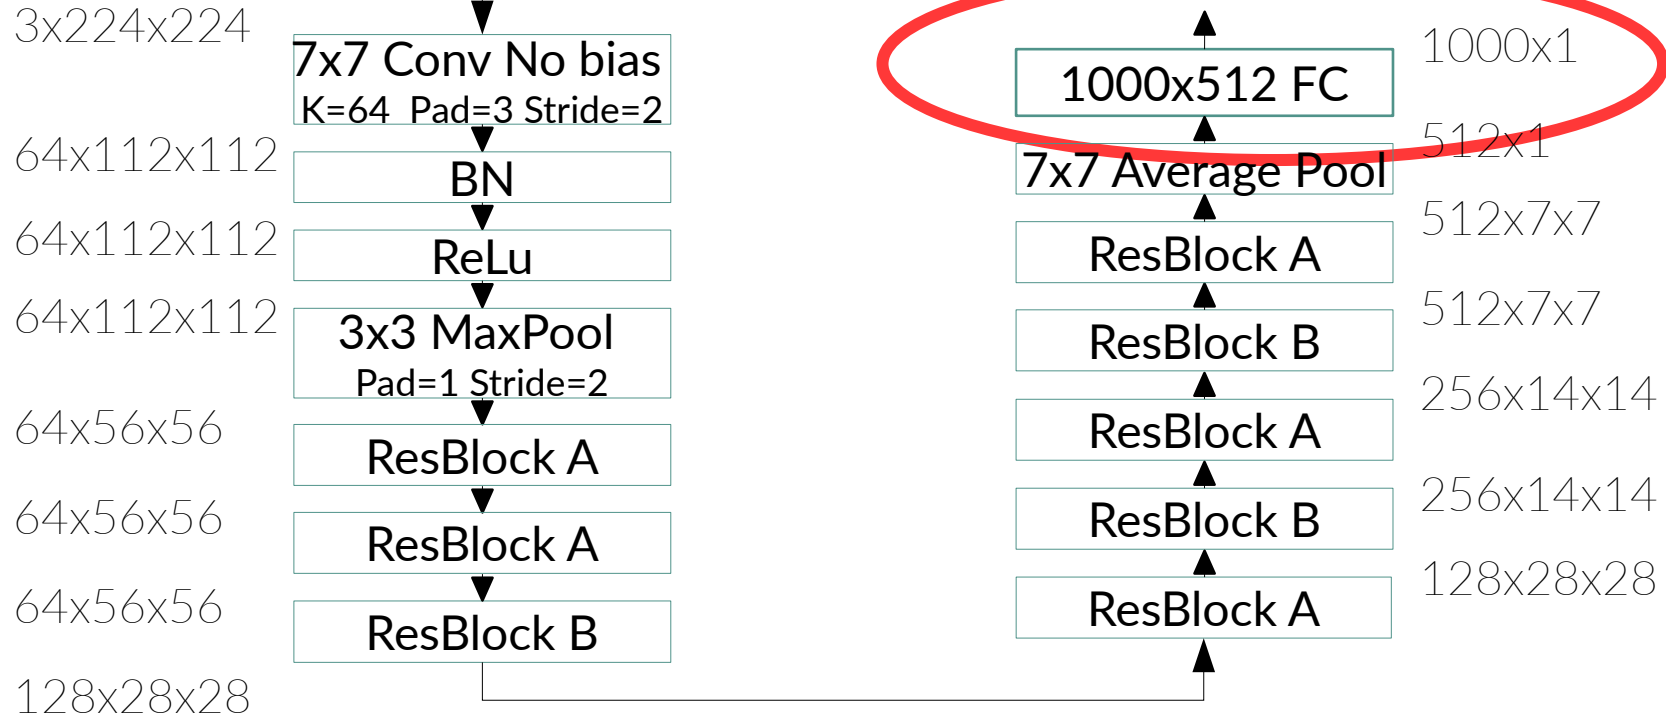 3x224x224
7x7 Conv No bias
K=64 Pad=3 Stride=2
64x112x112
BN
64x112x112
ReLu
64x112x112
3x3 MaxPool
Pad=1 Stride=2
64x56x56
ResBlock A
64x56x56
ResBlock A
64x56x56
ResBlock B
128x28x28
1000x1
1000x512 FC
512x1
7x7 Average Pool
512x7x7
ResBlock A
512x7x7
ResBlock B
256x14x14
ResBlock A
256x14x14
ResBlock B
128x28x28
ResBlock A